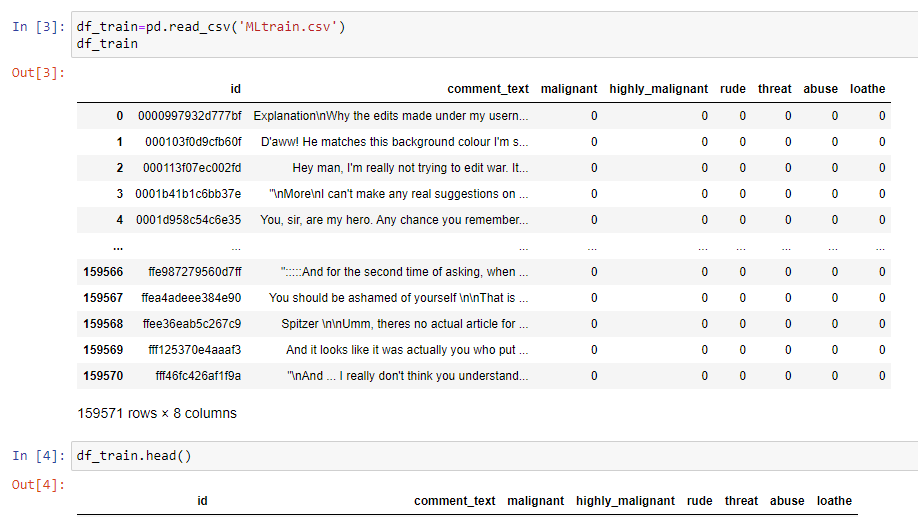 In [3]: df_train=pd.read_csv('MLtrain.csv')
df_train
Out[3]:
id comment_text malignant highly_malignant rude threat abuse loathe
0 0000997932d777bf Explanation\nWhy the edits made under my usern... 0 0 0 0 0 0
1 000103f0d9cfb60f D'aww! He matches this background colour I'm s... 0 0 0 0 0 0
2 000113f07ec002fd Hey man, I'm really not trying to edit war. It... 0 0 0 0 0 0
3 0001b41b1c6bb37e "\nMore\nI can't make any real suggestions on ... 0 0 0 0 0 0
4 0001d958c54c6e35 You, sir, are my hero. Any chance you remember... 0 0 0 0 0 0
... ... ... ... ... ... ... ... ...
159566 ffe987279560d7ff ":::::And for the second time of asking, when ... 0 0 0 0 0 0
159567 ffea4adeee384e90 You should be ashamed of yourself \n\nThat is ... 0 0 0 0 0 0
159568 ffee36eab5c267c9 Spitzer \n\nUmm, theres no actual article for ... 0 0 0 0 0 0
159569 fff125370e4aaaf3 And it looks like it was actually you who put ... 0 0 0 0 0 0
159570 fff46fc426af1f9a "\nAnd ... I really don't think you understand... 0 0 0 0 0 0
159571 rows × 8 columns
In [4]: df_train.head()
Out[4]:
id comment_text malignant highly_malignant rude threat abuse loathe